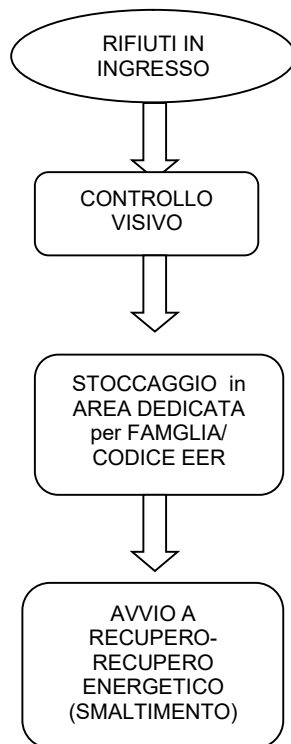 RIFIUTI IN
INGRESSO
CONTROLLO
VISIVO
STOCCAGGIO in
AREA DEDICATA
per FAMGLIA/
CODICE EER
AVVIO A
RECUPERO-
RECUPERO
ENERGETICO
(SMALTIMENTO)